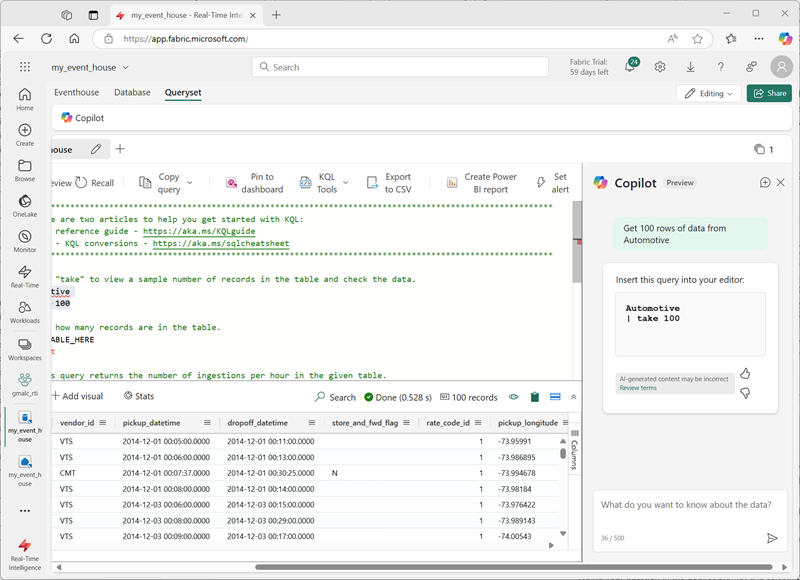 my_event_house - Real-Time Intelli
https://app.fabric.microsoft.com/
my_event_house
Search
Fabric Trial:
59 days left
24
Home
Create
Browse
OneLake
Monitor
Real-Time
Workloads
Workspaces
gmalc_rti
my_event_h
ouse
my_event_h
ouse
Real-Time
Intelligence
Eventhouse Database Queryset
Editing
Share
Copilot
ouse
1
eview
Recall
Copy
query
Pin to
dashboard
KQL
Tools
Export
to CSV
Create Power
BI report
Set
alert
e are two articles to help you get started with KQL:
reference guide - https://aka.ms/KQLguide
- KQL conversions - https://aka.ms/sqlcheatsheet
"take" to view a sample number of records in the table and check the data.
tive
100
how many records are in the table.
ABLE_HERE
t
s query returns the number of ingestions per hour in the given table.
Add visual
Stats
Search
Done (0.528 s)
100 records
vendor_id pickup_datetime dropoff_datetime store_and_fwd_flag rate_code_id pickup_longitude
VTS 2014-12-01 00:05:00.0000 2014-12-01 00:11:00.0000 1 -73.95991
VTS 2014-12-01 00:06:00.0000 2014-12-01 00:13:00.0000 1 -73.986895
CMT 2014-12-01 00:07:37.0000 2014-12-01 00:30:25.0000 N 1 -73.994678
VTS 2014-12-01 00:08:00.0000 2014-12-01 00:14:00.0000 1 -73.98184
VTS 2014-12-03 00:06:00.0000 2014-12-03 00:15:00.0000 1 -73.976422
VTS 2014-12-03 00:08:00.0000 2014-12-03 00:29:00.0000 1 -73.989143
VTS 2014-12-03 00:09:00.0000 2014-12-03 00:17:00.0000 1 -74.00543
Columns
Copilot
Preview
Get 100 rows of data from
Automotive
Insert this query into your editor:
Automotive
| take 100
AI-generated content may be incorrect
Review terms
What do you want to know about the data?
36 / 500